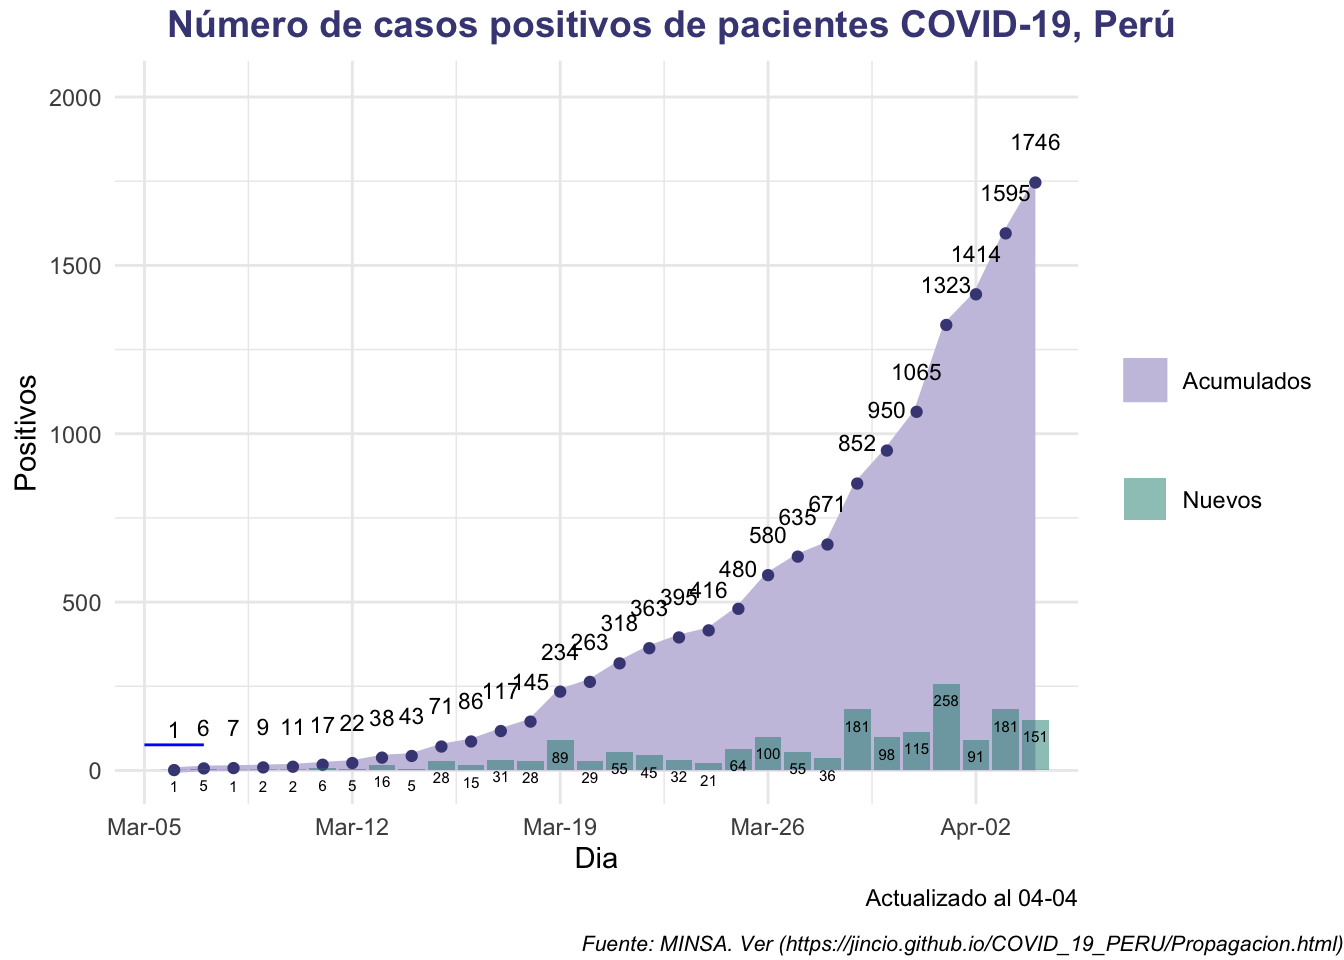 Número de casos positivos de pacientes COVID-19, Perú
Positivos
2000
1500
1000
500
0
1 6 7 9 11 17 22 38 43 71 86 117 145 234 263 318 363 395 416 480 580 635 671 852 950 1065 1323 1414 1595 1746
1 5 1 2 2 6 5 16 5 28 15 31 28 89 29 55 45 32 21 64 100 55 36 181 98 115 258 91 181 151
Mar-05 Mar-12 Mar-19 Mar-26 Apr-02
Dia
Acumulados
Nuevos
Actualizado al 04-04
Fuente: MINSA. Ver (https://jincio.github.io/COVID_19_PERU/Propagacion.html)